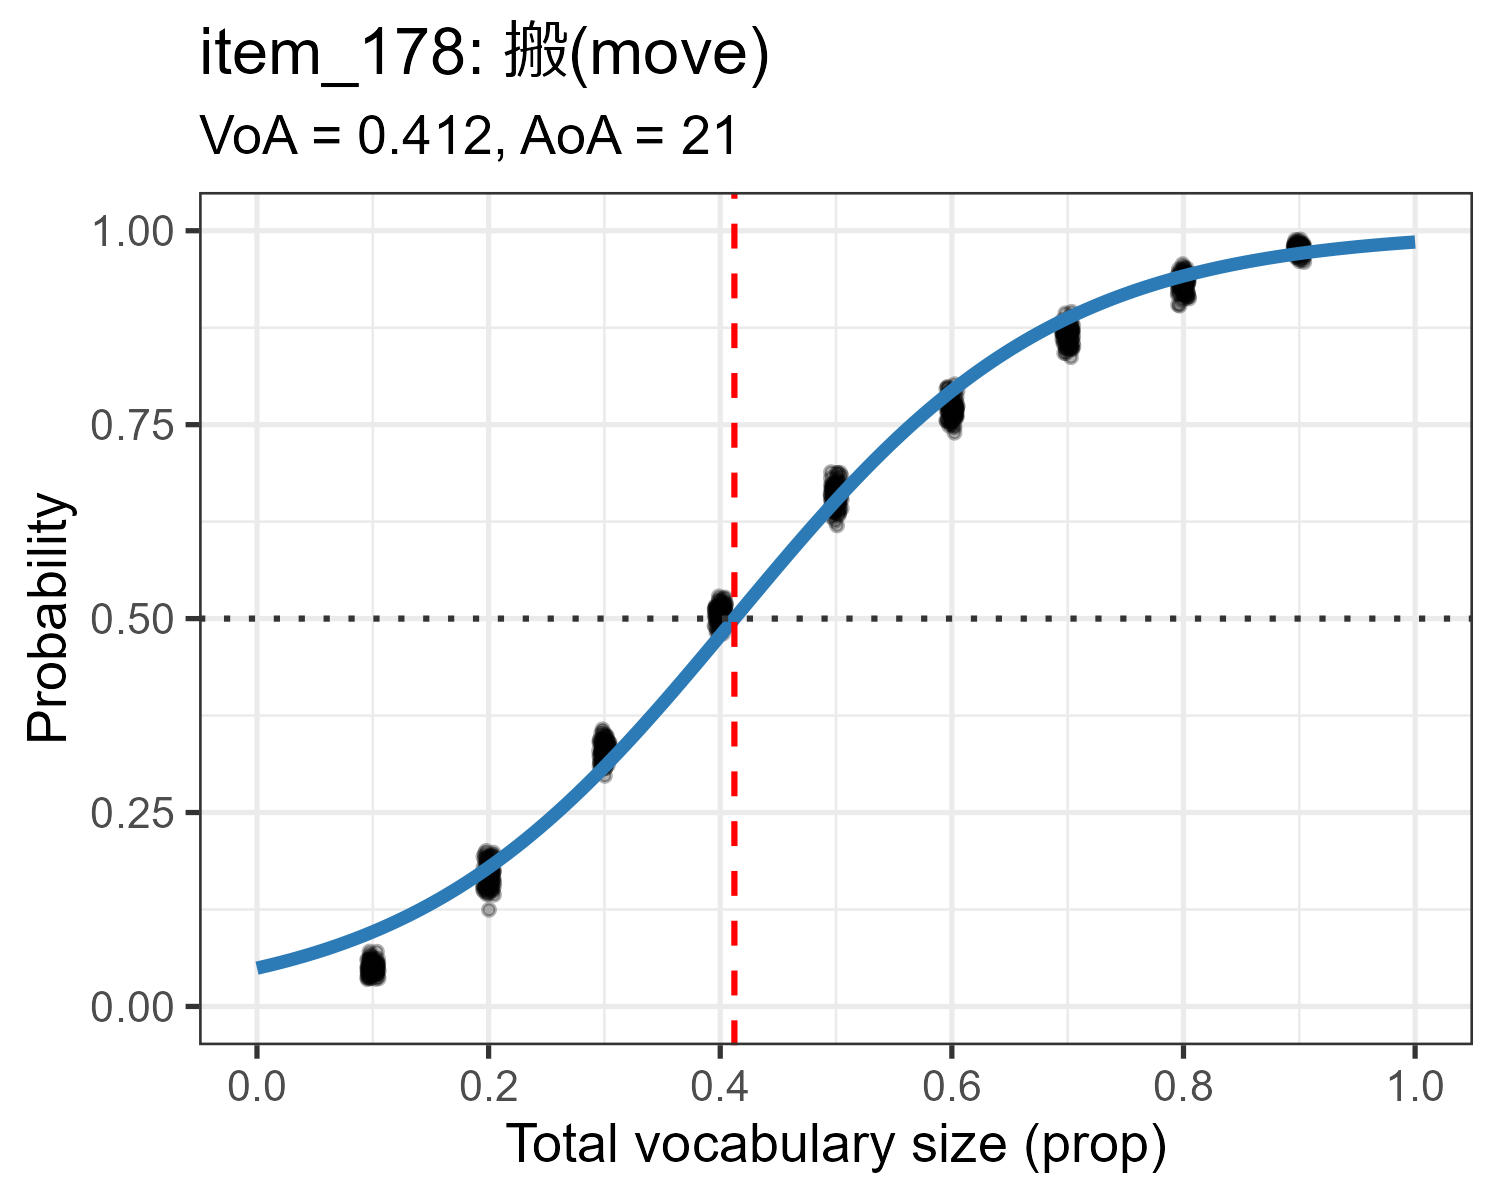 item_178: 搬(move)
VoA = 0.412, AoA = 21
1.00
0.75
0.50
0.25
0.00
Probability
0.0 0.2 0.4 0.6 0.8 1.0
Total vocabulary size (prop)